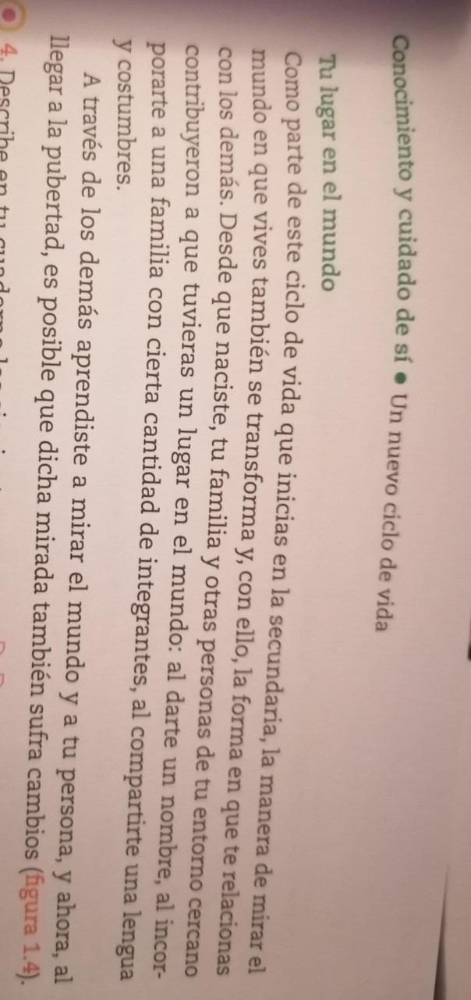 Conocimiento y cuidado de sí • Un nuevo ciclo de vida
Tu lugar en el mundo
Como parte de este ciclo de vida que inicias en la secundaria, la manera de mirar el
mundo en que vives también se transforma y, con ello, la forma en que te relacionas
con los demás. Desde que naciste, tu familia y otras personas de tu entorno cercano
contribuyeron a que tuvieras un lugar en el mundo: al darte un nombre, al incor-
porarte a una familia con cierta cantidad de integrantes, al compartirte una lengua
y costumbres.
A través de los demás aprendiste a mirar el mundo y a tu persona, y ahora, al
llegar a la pubertad, es posible que dicha mirada también sufra cambios (figura 1.4).
4. Describe en tu cuaderno